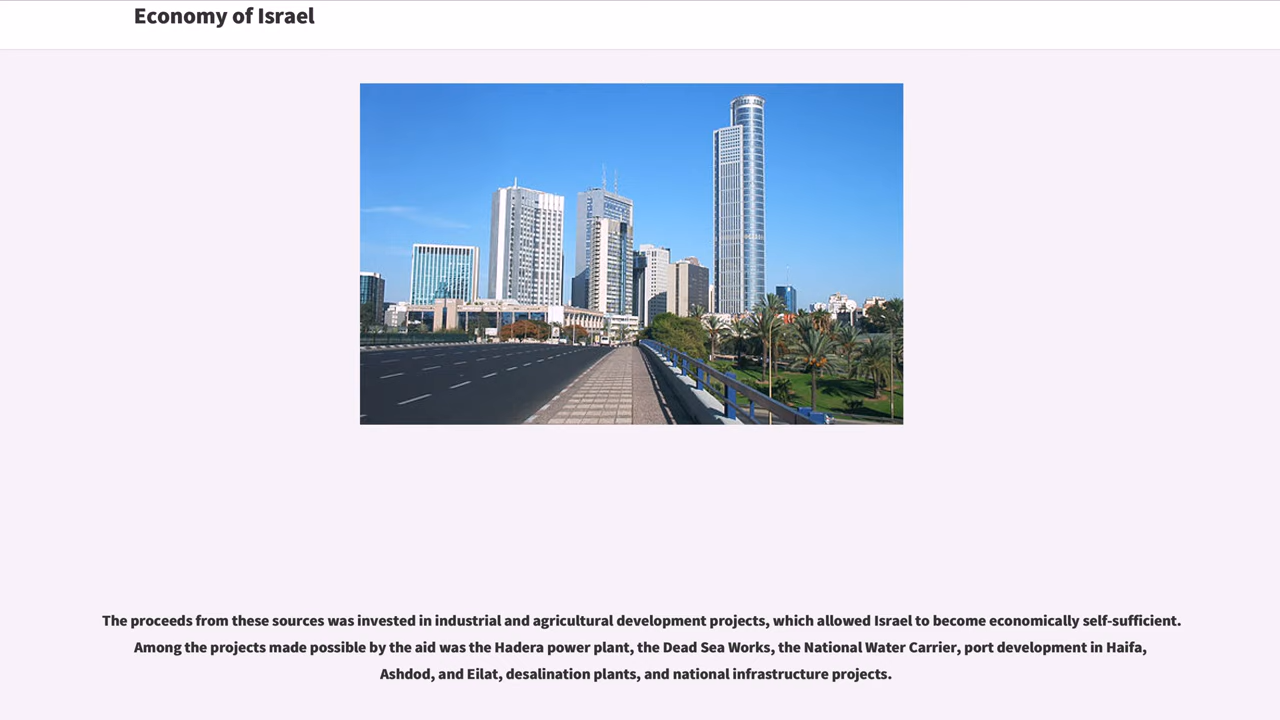 Economy of Israel
The proceeds from these sources was invested in industrial and agricultural development projects, which allowed Israel to become economically self-sufficient.
Among the projects made possible by the aid was the Hadera power plant, the Dead Sea Works, the National Water Carrier, port development in Haifa,
Ashdod, and Eilat, desalination plants, and national infrastructure projects.